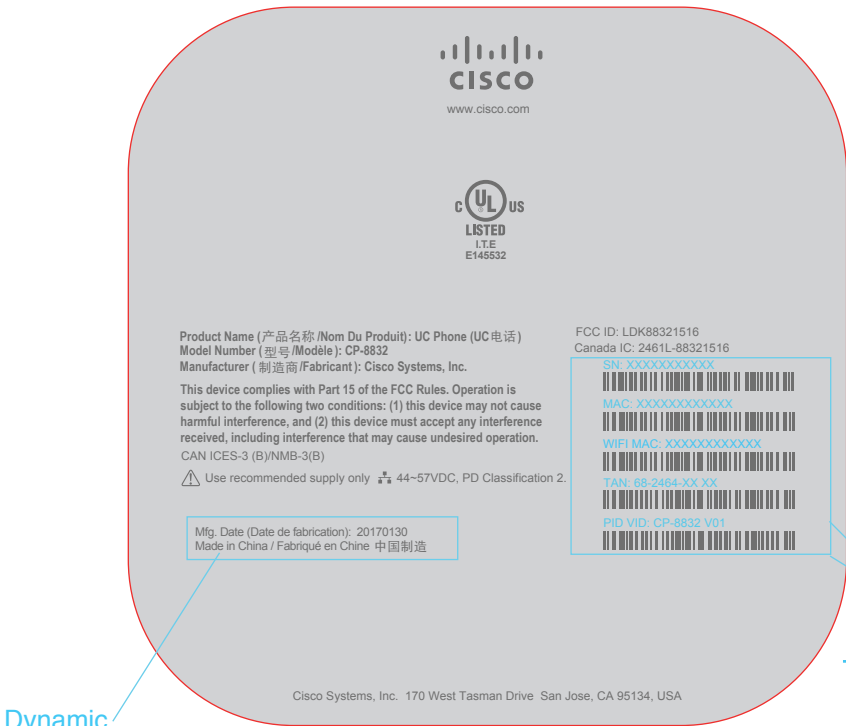 CISCO
www.cisco.com
C UL US
LISTED
I.T.E
E145532
Product Name (产品名称/Nom Du Produit): UC Phone (UC电话)
Model Number (型号/Modèle): CP-8832
Manufacturer (制造商/Fabricant): Cisco Systems, Inc.
This device complies with Part 15 of the FCC Rules. Operation is
subject to the following two conditions: (1) this device may not cause
harmful interference, and (2) this device must accept any interference
received, including interference that may cause undesired operation.
CAN ICES-3 (B)/NMB-3(B)
Use recommended supply only 44~57VDC, PD Classification 2.
FCC ID: LDK88321516
Canada IC: 2461L-88321516
SN: XXXXXXXXXXX
MAC: XXXXXXXXXXXX
WIFI MAC: XXXXXXXXXXXX
TAN: 68-2464-XX XX
PID VID: CP-8832 V01
Mfg. Date (Date de fabrication): 20170130
Made in China / Fabriqué en Chine 中国制造
Cisco Systems, Inc. 170 West Tasman Drive San Jose, CA 95134, USA
Dynamic